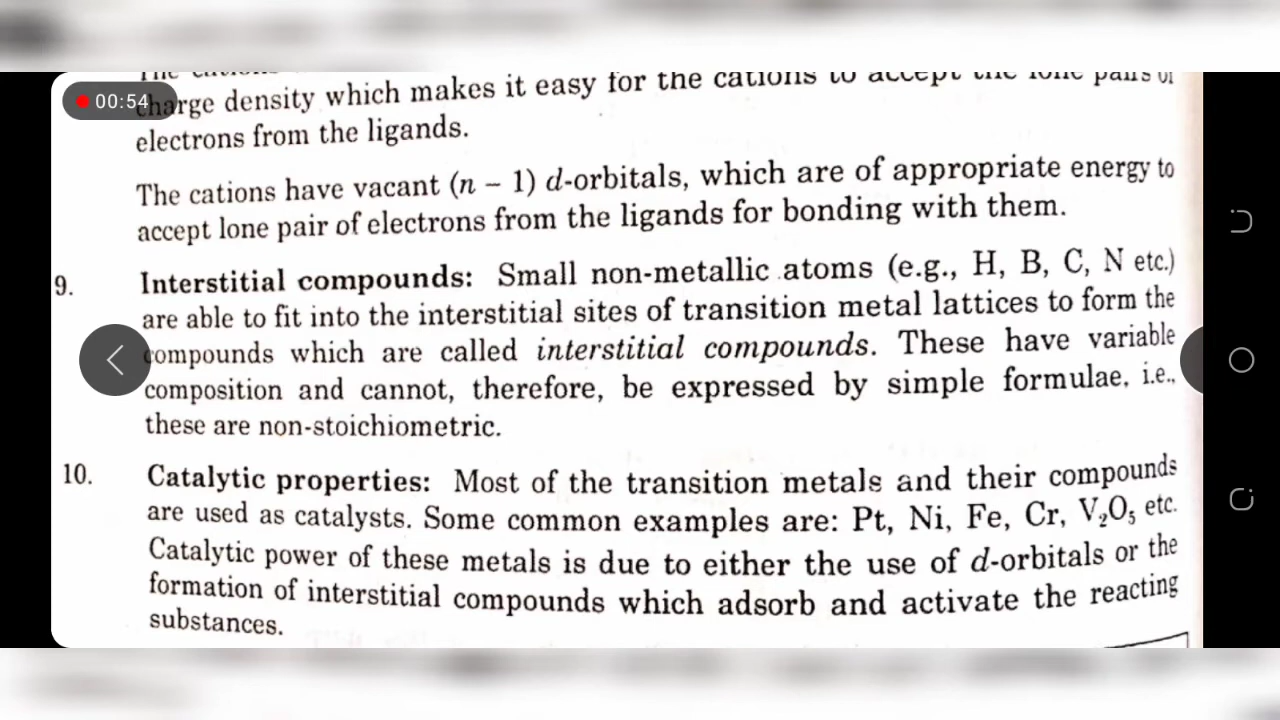 00:54
charge density which makes it easy for the cations to accept the lone pairs of
electrons from the ligands.
The cations have vacant (n – 1) d-orbitals, which are of appropriate energy to
accept lone pair of electrons from the ligands for bonding with them.
9. Interstitial compounds: Small non-metallic atoms (e.g., H, B, C, N etc.)
are able to fit into the interstitial sites of transition metal lattices to form the
compounds which are called interstitial compounds. These have variable
composition and cannot, therefore, be expressed by simple formulae, i.e.,
these are non-stoichiometric.
10. Catalytic properties: Most of the transition metals and their compounds
are used as catalysts. Some common examples are: Pt, Ni, Fe, Cr, V₂O₅ etc.
Catalytic power of these metals is due to either the use of d-orbitals or the
formation of interstitial compounds which adsorb and activate the reacting
substances.